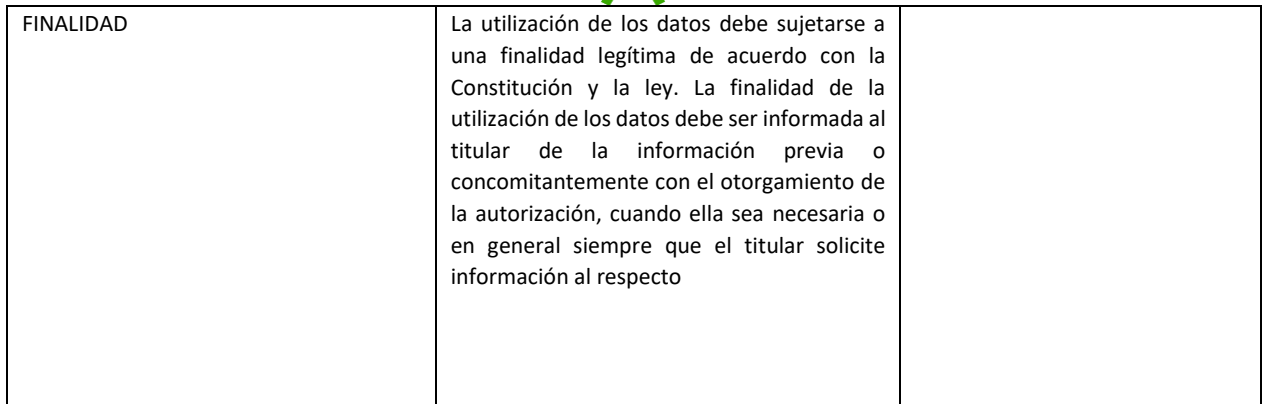 FINALIDAD
La utilización de los datos debe sujetarse a
una finalidad legítima de acuerdo con la
Constitución y la ley. La finalidad de la
utilización de los datos debe ser informada al
titular de la información previa o
concomitantemente con el otorgamiento de
la autorización, cuando ella sea necesaria o
en general siempre que el titular solicite
información al respecto